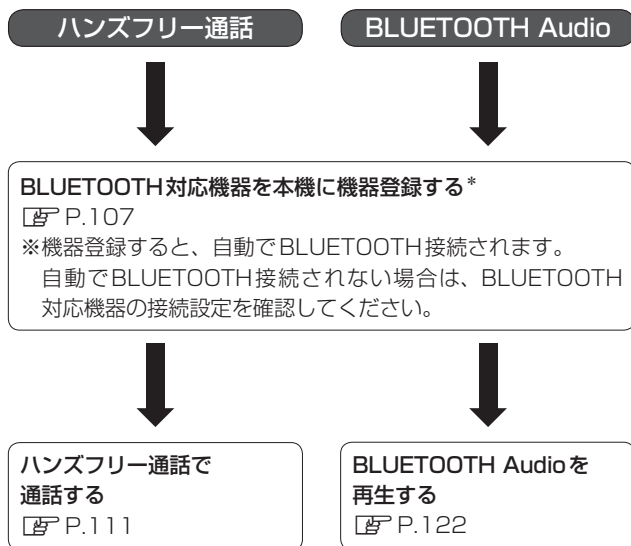 ハンズフリー通話
BLUETOOTH Audio
BLUETOOTH対応機器を本機に機器登録する*
P.107
※機器登録すると、自動でBLUETOOTH接続されます。
自動でBLUETOOTH接続されない場合は、BLUETOOTH
対応機器の接続設定を確認してください。
ハンズフリー通話で
通話する
P.111
BLUETOOTH Audioを
再生する
P.122